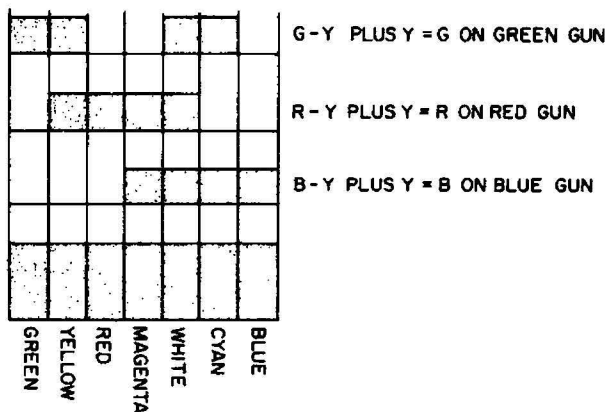 G-Y PLUS Y = G ON GREEN GUN
R-Y PLUS Y = R ON RED GUN
B-Y PLUS Y = B ON BLUE GUN
GREEN
YELLOW
RED
MAGENTA
WHITE
CYAN
BLUE